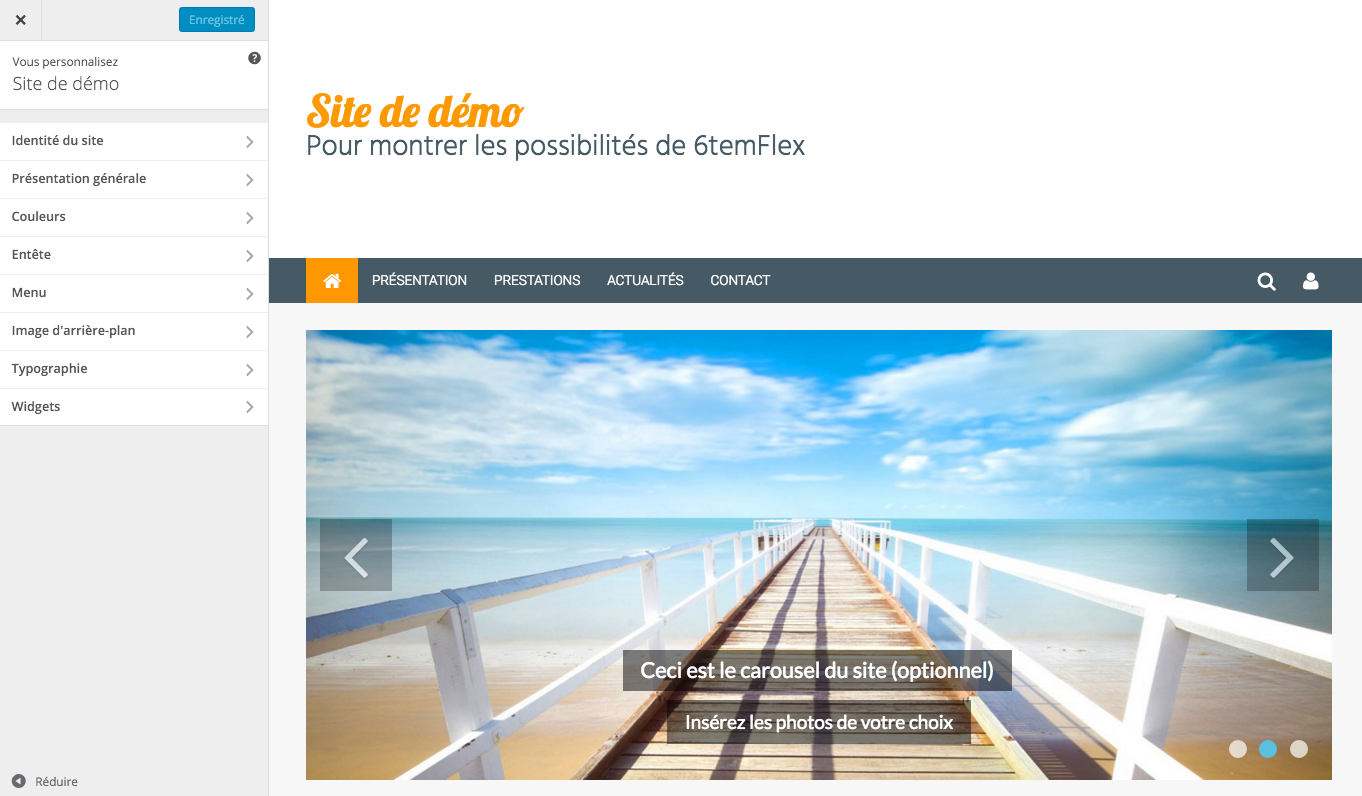 Enregistré
Vous personnalisez
Site de démo
Identité du site
Présentation générale
Couleurs
Entête
Menu
Image d'arrière-plan
Typographie
Widgets
Réduire
Site de démo
Pour montrer les possibilités de 6temFlex
PRÉSENTATION PRESTATIONS ACTUALITÉS CONTACT
Ceci est le carousel du site (optionnel)
Insérez les photos de votre choix